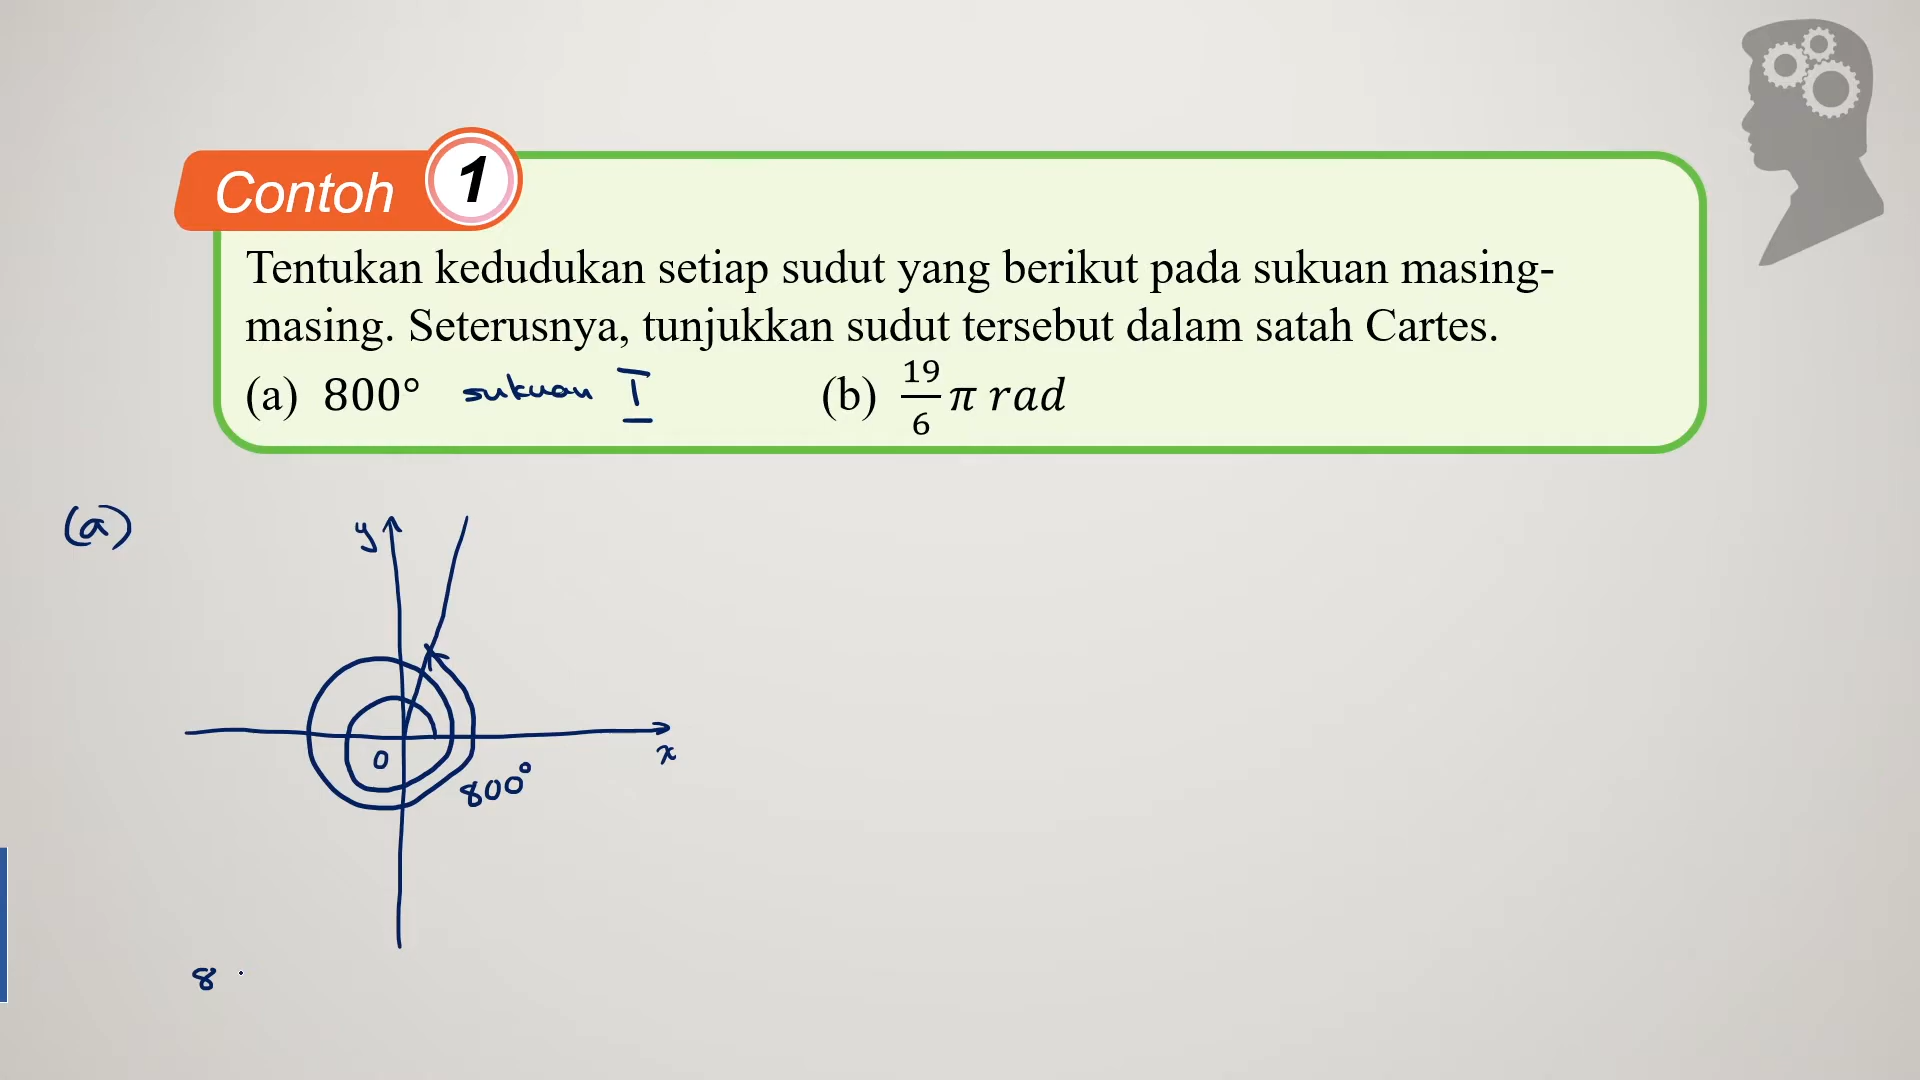 Contoh 1
Tentukan kedudukan setiap sudut yang berikut pada sukuan masing-
masing. Seterusnya, tunjukkan sudut tersebut dalam satah Cartes.
(a) 800° sukuan I (b) 19/6 π rad
(a)
y
0
x
800°
8